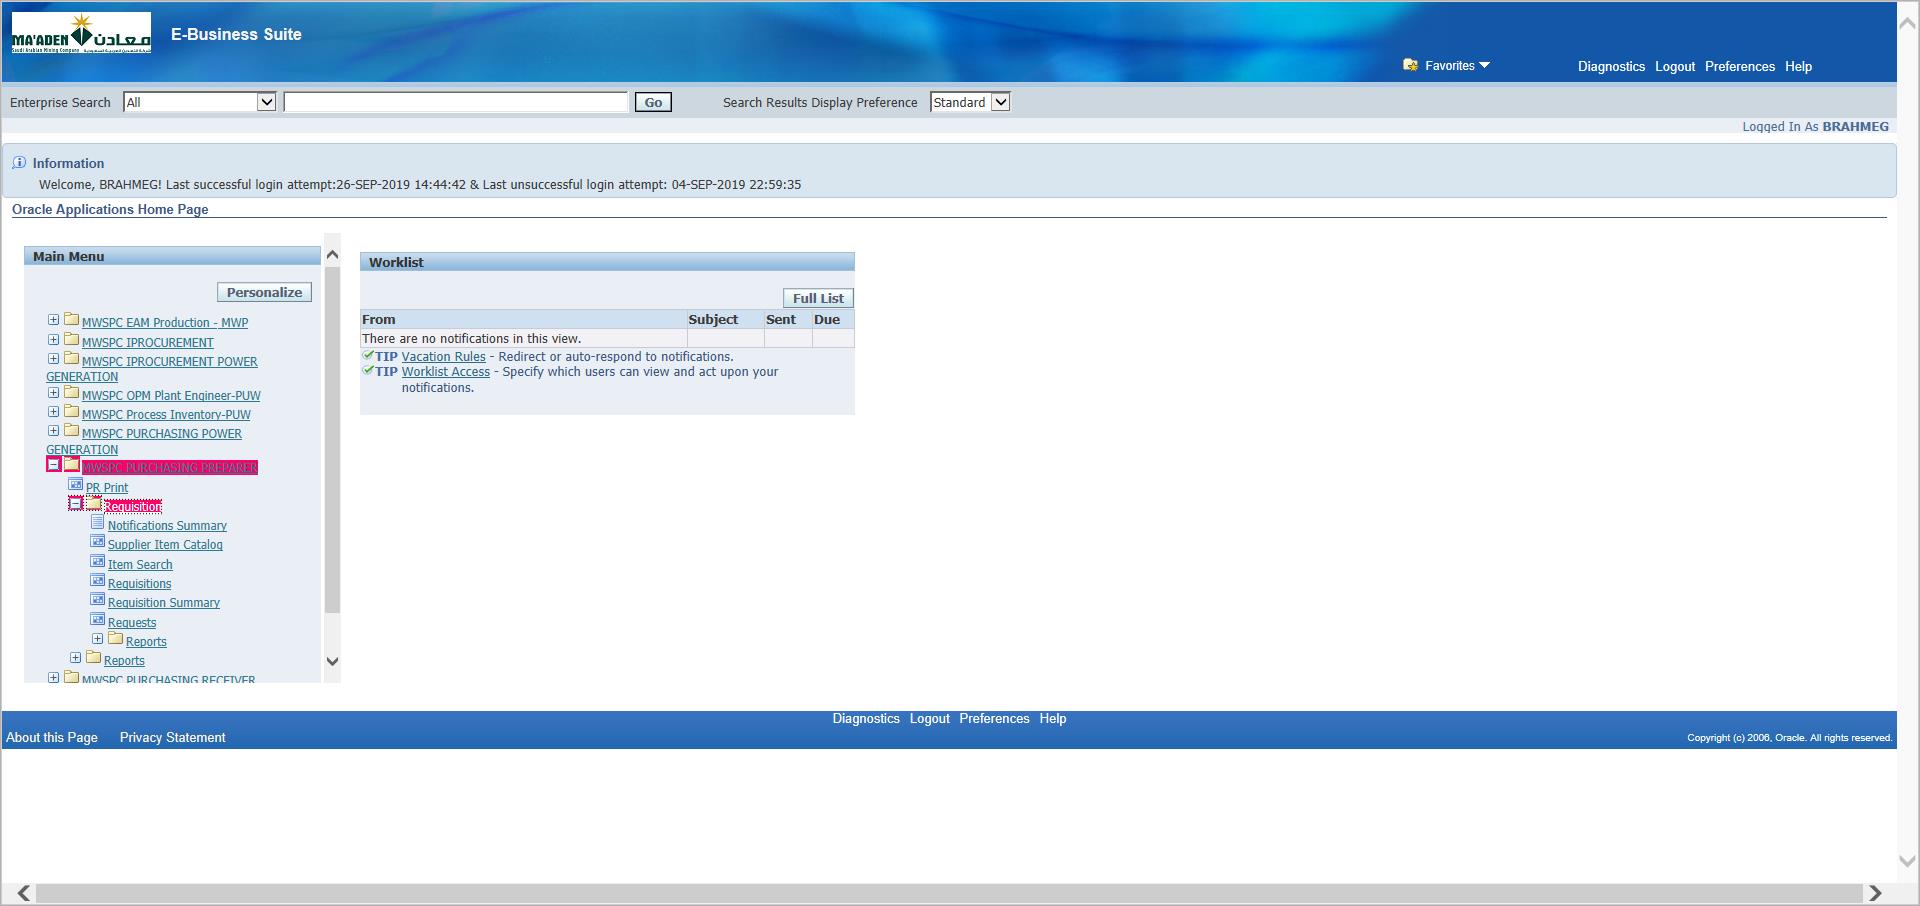 MA'ADEN معادن
Saudi Arabian Mining Company
E-Business Suite
Favorites
Diagnostics Logout Preferences Help
Enterprise Search All Go Search Results Display Preference Standard
Logged In As BRAHMEG
Information
Welcome, BRAHMEG! Last successful login attempt:26-SEP-2019 14:44:42 & Last unsuccessful login attempt: 04-SEP-2019 22:59:35
Oracle Applications Home Page
Main Menu
Personalize
MWSPC EAM Production - MWP
MWSPC IPROCUREMENT
MWSPC IPROCUREMENT POWER
GENERATION
MWSPC OPM Plant Engineer-PUW
MWSPC Process Inventory-PUW
MWSPC PURCHASING POWER
GENERATION
MWSPC PURCHASING PREPARER
PR Print
Requisition
Notifications Summary
Supplier Item Catalog
Item Search
Requisitions
Requisition Summary
Requests
Reports
Reports
MWSPC PURCHASING RECEIVER
Worklist
Full List
From Subject Sent Due
There are no notifications in this view.
TIP Vacation Rules - Redirect or auto-respond to notifications.
TIP Worklist Access - Specify which users can view and act upon your
notifications.
Diagnostics Logout Preferences Help
About this Page Privacy Statement
Copyright (c) 2006, Oracle. All rights reserved.